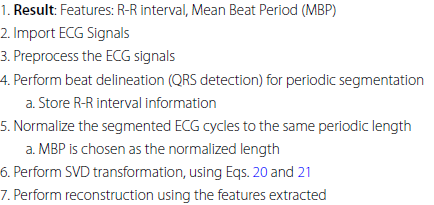 1. Result: Features: R-R interval, Mean Beat Period (MBP)
2. Import ECG Signals
3. Preprocess the ECG signals
4. Perform beat delineation (QRS detection) for periodic segmentation
a. Store R-R interval information
5. Normalize the segmented ECG cycles to the same periodic length
a. MBP is chosen as the normalized length
6. Perform SVD transformation, using Eqs. 20 and 21
7. Perform reconstruction using the features extracted